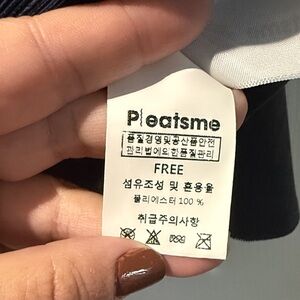 Pleatsme
품질경영및공산품안전
관리법에의한품질관리
FREE
섬유조성 및 혼용율
폴리에스터 100 %
취급주의사항